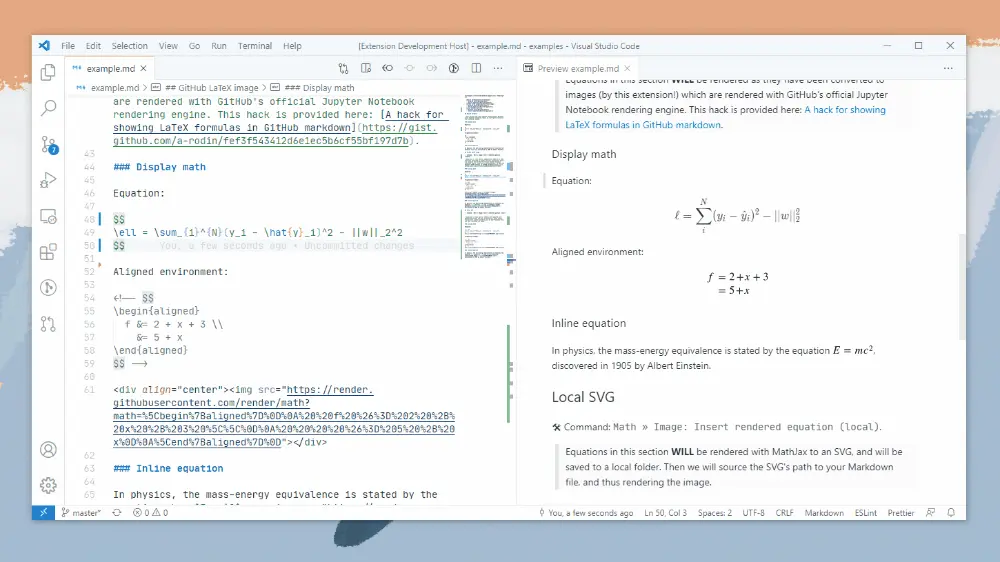 File Edit Selection View Go Run Terminal Help
[Extension Development Host] - example.md - examples - Visual Studio Code
example.md
example.md > ## GitHub LaTeX image > ### Display math
are rendered with GitHub's official Jupyter Notebook
rendering engine. This hack is provided here: [A hack for
showing LaTeX formulas in GitHub markdown](https://gist.
github.com/a-rodin/fef3f543412d6e1ec5b6cf55bf197d7b).
43
44 ### Display math
45
46 Equation:
47
48 $$
49 \ell = \sum_{i}^{N}(y_i - \hat{y}_i)^2 - ||w||_2^2
50 $$ You, a few seconds ago • Uncommitted changes
51
52 Aligned environment:
53
54 <!-- $$
55 \begin{aligned}
56 f &= 2 + x + 3 \\
57 &= 5 + x
58 \end{aligned}
59 $$ -->
60
61 <div align="center"><img src="https://render.
githubusercontent.com/render/math?
math=%5Cbegin%7Baligned%7D%0D%0A%20%20f%20%26%3D%202%20%2B%
20x%20%2B%203%20%5C%5C%0D%0A%20%20%20%20%26%3D%205%20%2B%20
x%0D%0A%5Cend%7Baligned%7D%0D"></div>
62
63 ### Inline equation
64
65 In physics, the mass-energy equivalence is stated by the
Preview example.md
Equations in this section WILL be rendered as they have been converted to
images (by this extension!) which are rendered with GitHub's official Jupyter
Notebook rendering engine. This hack is provided here: A hack for showing
LaTeX formulas in GitHub markdown.
Display math
Equation:
ℓ = ∑_i^N (y_i − ŷ_i)² − ||w||₂²
Aligned environment:
f = 2 + x + 3
= 5 + x
Inline equation
In physics, the mass-energy equivalence is stated by the equation E = mc²,
discovered in 1905 by Albert Einstein.
Local SVG
🛠 Command: Math » Image: Insert rendered equation (local).
Equations in this section WILL be rendered with MathJax to an SVG, and will be
saved to a local folder. Then we will source the SVG's path to your Markdown
file, and thus rendering the image.
7
master* 0 0 You, a few seconds ago Ln 50, Col 3 Spaces: 2 UTF-8 CRLF Markdown ESLint Prettier